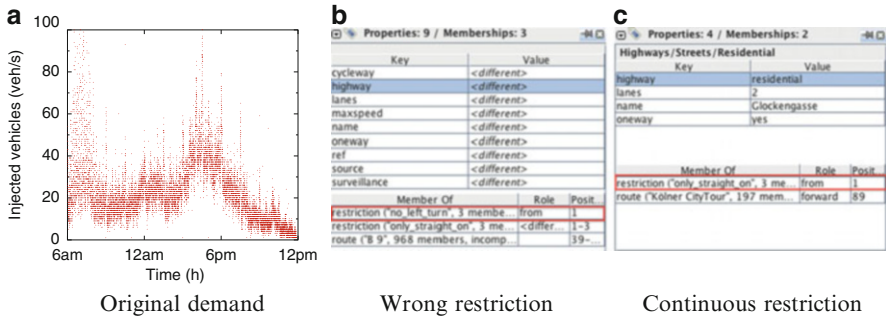 a
100
80
60
40
20
0
Injected vehicles (veh/s)
6am 12am 6pm 12pm
Time (h)
Original demand
b
Properties: 9 / Memberships: 3
Key Value
cycleway <different>
highway <different>
lanes <different>
maxspeed <different>
name <different>
oneway <different>
ref <different>
source <different>
surveillance <different>
Member Of Role Posit...
restriction ("no_left_turn", 3 membe... from 1
restriction ("only_straight_on", 3 me... <differ... 1-3
route ("B 9", 968 members, incomp... 39-...
Wrong restriction
c
Properties: 4 / Memberships: 2
Highways/Streets/Residential
Key Value
highway residential
lanes 2
name Glockengasse
oneway yes
Member Of Role Posit...
restriction ("only_straight_on", 3 me... from 1
route ("Kölner CityTour", 197 mem... forward 89
Continuous restriction